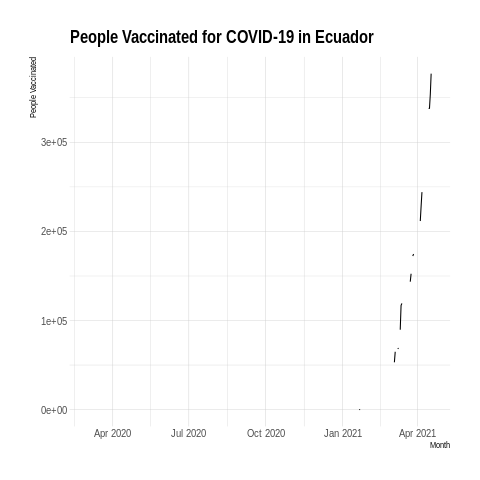 People Vaccinated for COVID-19 in Ecuador
People Vaccinated
3e+05
2e+05
1e+05
0e+00
Apr 2020 Jul 2020 Oct 2020 Jan 2021 Apr 2021
Month